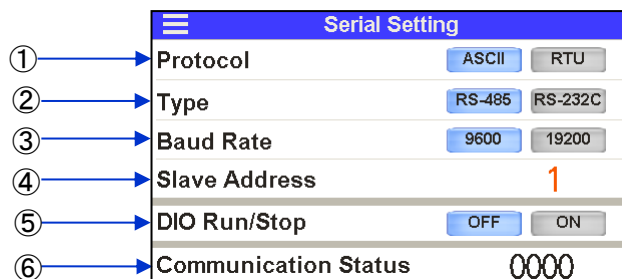 Serial Setting
① Protocol ASCII RTU
② Type RS-485 RS-232C
③ Baud Rate 9600 19200
④ Slave Address 1
⑤ DIO Run/Stop OFF ON
⑥ Communication Status 0000